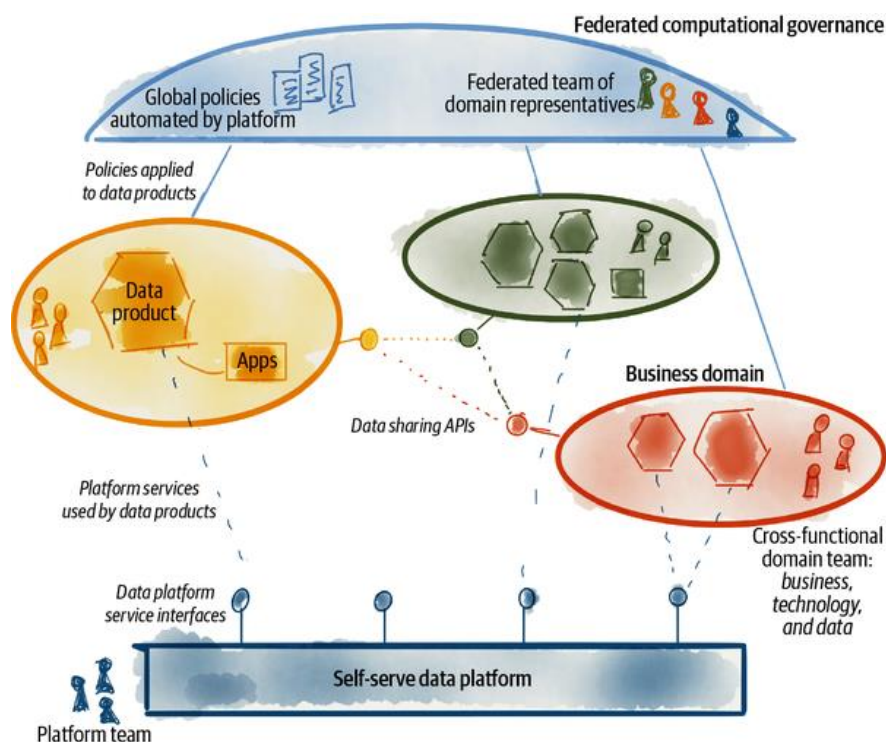 Federated computational governance
Global policies
automated by platform
Federated team of
domain representatives
Policies applied
to data products
Data
product
Apps
Business domain
Data sharing APIs
Platform services
used by data products
Cross-functional
domain team:
business,
technology,
and data
Data platform
service interfaces
Self-serve data platform
Platform team